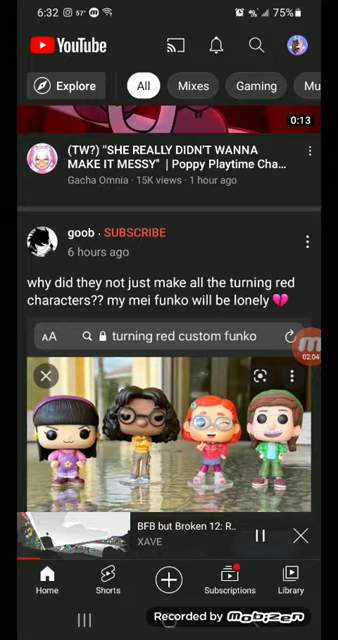 6:32 57° 75%
YouTube
Explore All Mixes Gaming Mu
0:13
(TW?) "SHE REALLY DIDN'T WANNA
MAKE IT MESSY" | Poppy Playtime Cha...
Gacha Omnia · 15K views · 1 hour ago
goob · SUBSCRIBE
6 hours ago
why did they not just make all the turning red
characters?? my mei funko will be lonely 💔
AA turning red custom funko
02:04
BFB but Broken 12: R..
XAVE
Home Shorts Subscriptions Library
Recorded by mobizen